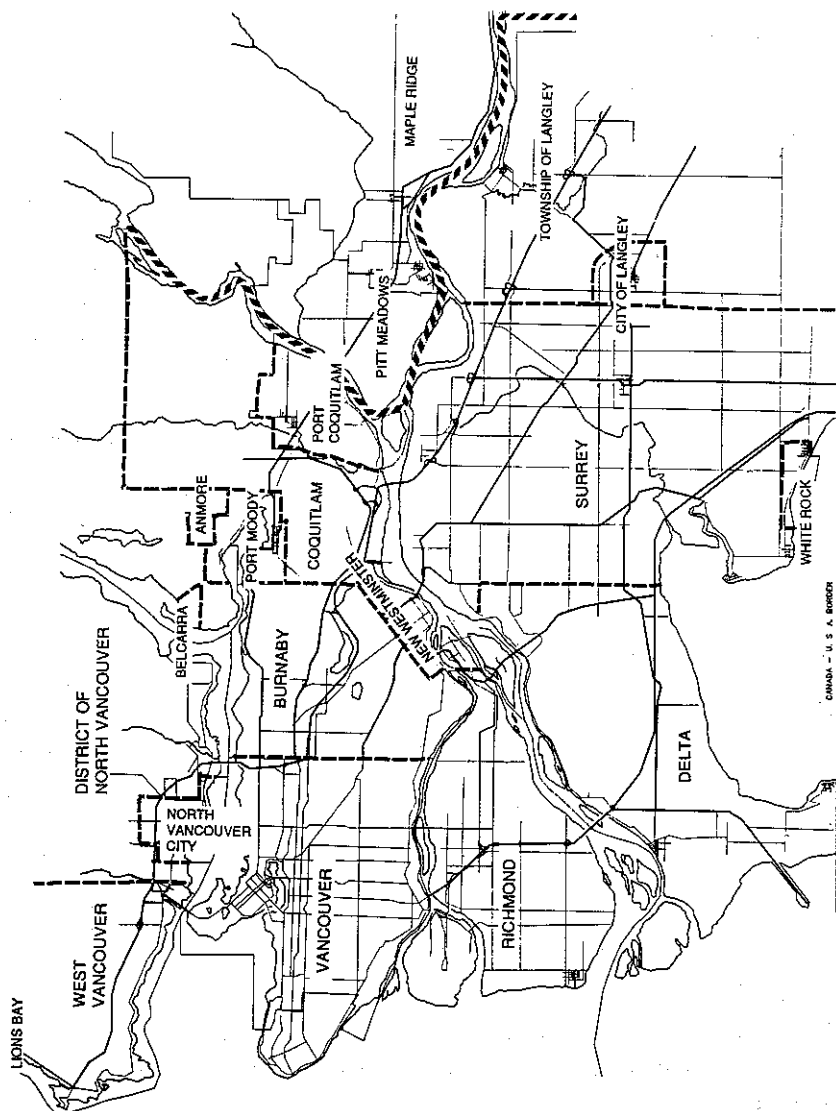 LIONS BAY
WEST
VANCOUVER
DISTRICT OF
NORTH VANCOUVER
NORTH
VANCOUVER
CITY
BELCARRA
ANMORE
PORT MOODY
BURNABY
COQUITLAM
PORT
COQUITLAM
PITT MEADOWS
MAPLE RIDGE
VANCOUVER
NEW WESTMINSTER
RICHMOND
SURREY
TOWNSHIP OF LANGLEY
CITY OF LANGLEY
DELTA
WHITE ROCK
CANADA - U S A BORDER